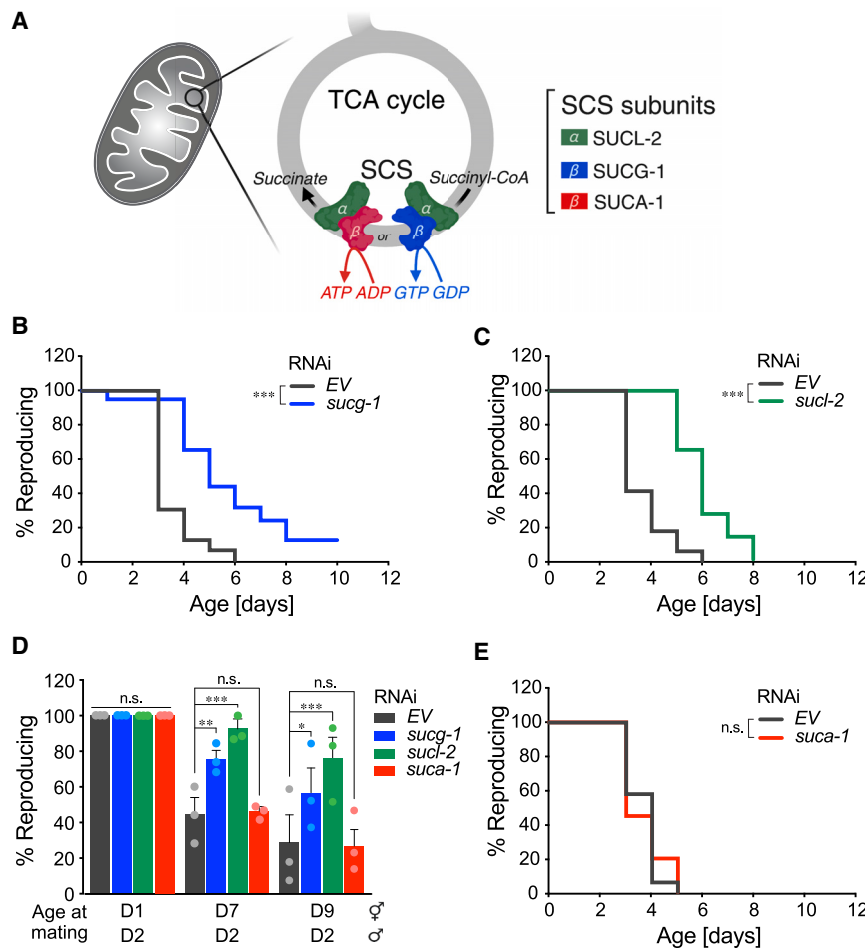 A
TCA cycle
SCS
Succinate
Succinyl-CoA
α
α
β
or
β
ATP ADP GTP GDP
SCS subunits
α SUCL-2
β SUCG-1
β SUCA-1
B
120
100
80
60
40
20
0
% Reproducing
0 2 4 6 8 10 12
Age [days]
RNAi
EV
sucg-1
***
C
120
100
80
60
40
20
0
% Reproducing
0 2 4 6 8 10 12
Age [days]
RNAi
EV
sucl-2
***
D
120
100
80
60
40
20
0
% Reproducing
n.s.
n.s.
***
**
n.s.
***
*
RNAi
EV
sucg-1
sucl-2
suca-1
Age at mating
D1 D7 D9 ⚥
D2 D2 D2 ♂
E
120
100
80
60
40
20
0
% Reproducing
0 2 4 6 8 10 12
Age [days]
RNAi
EV
suca-1
n.s.